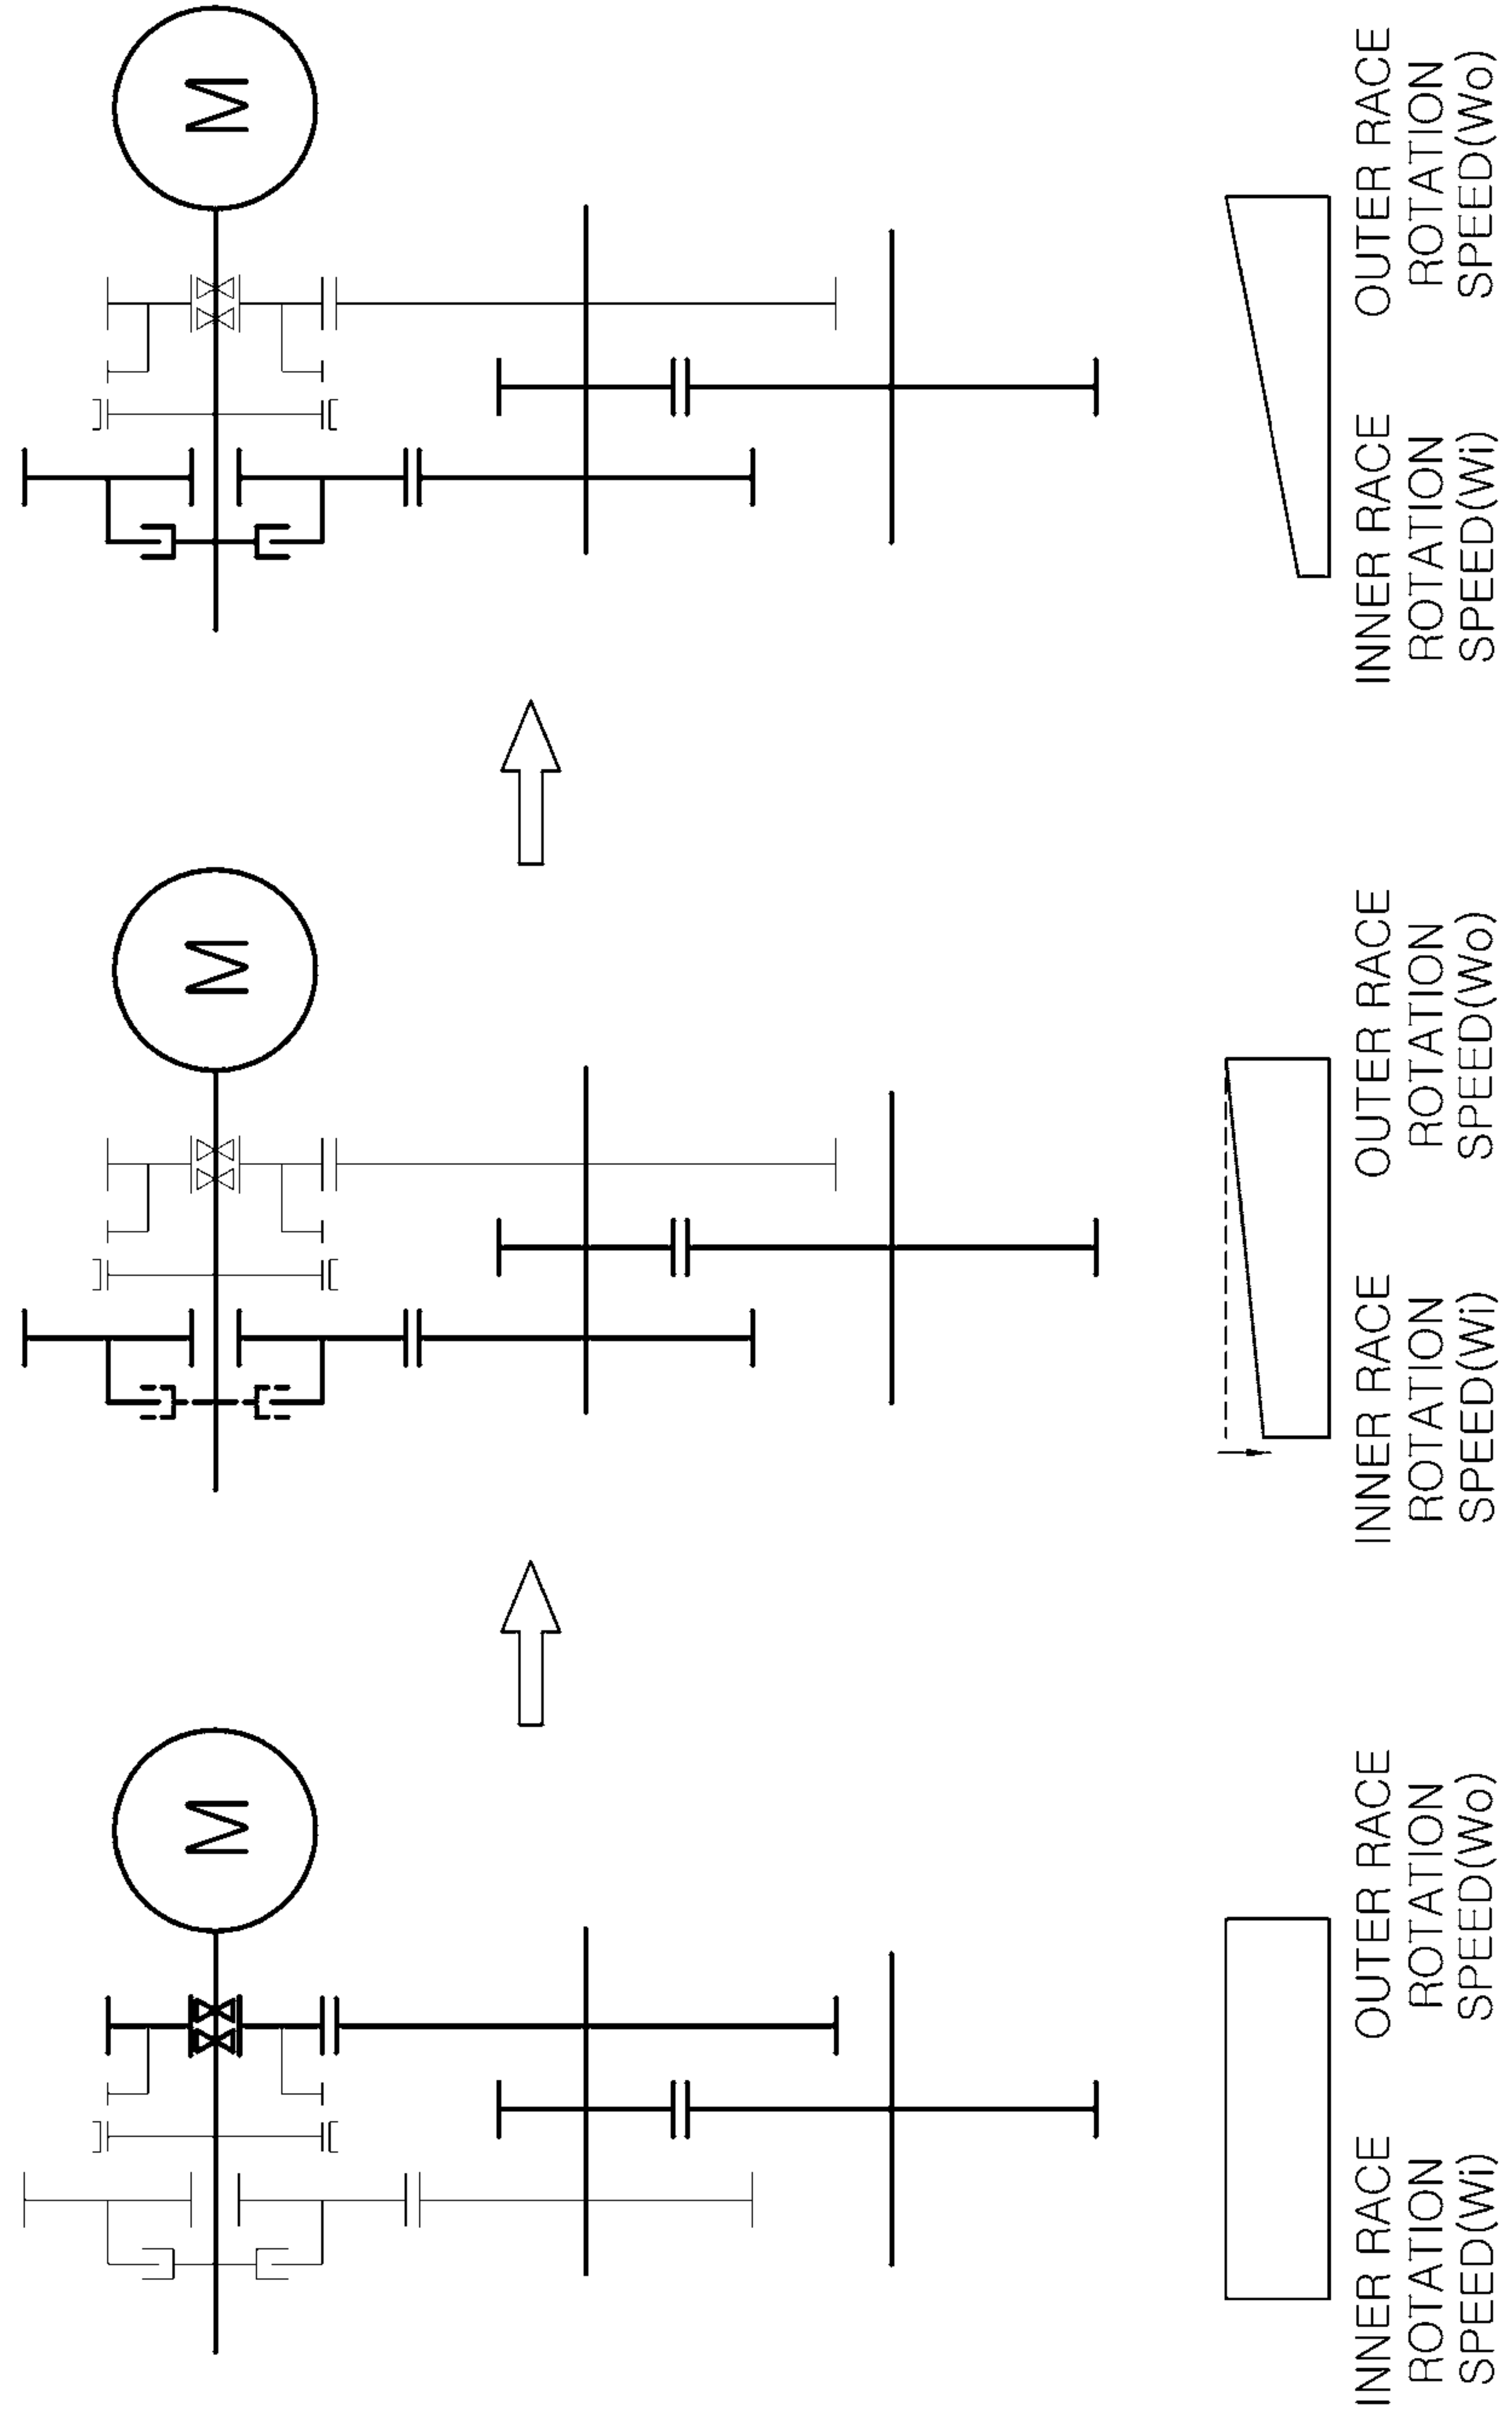 M
M
M
INNER RACE
ROTATION
SPEED(Wi)
OUTER RACE
ROTATION
SPEED(Wo)
INNER RACE
ROTATION
SPEED(Wi)
OUTER RACE
ROTATION
SPEED(Wo)
INNER RACE
ROTATION
SPEED(Wi)
OUTER RACE
ROTATION
SPEED(Wo)